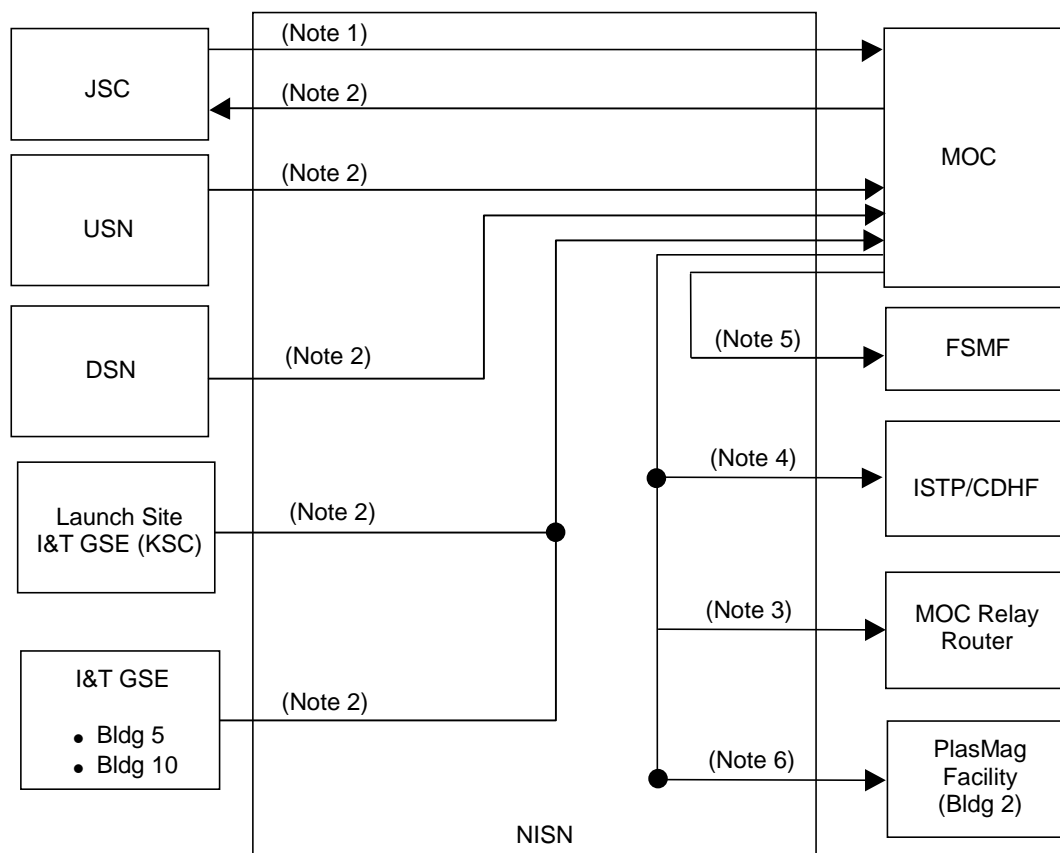 (Note 1)
JSC
(Note 2)
MOC
(Note 2)
USN
(Note 2)
DSN
(Note 5)
FSMF
(Note 4)
ISTP/CDHF
(Note 2)
Launch Site
I&T GSE (KSC)
(Note 3)
MOC Relay
Router
(Note 2)
I&T GSE
• Bldg 5
• Bldg 10
(Note 6)
PlasMag
Facility
(Bldg 2)
NISN